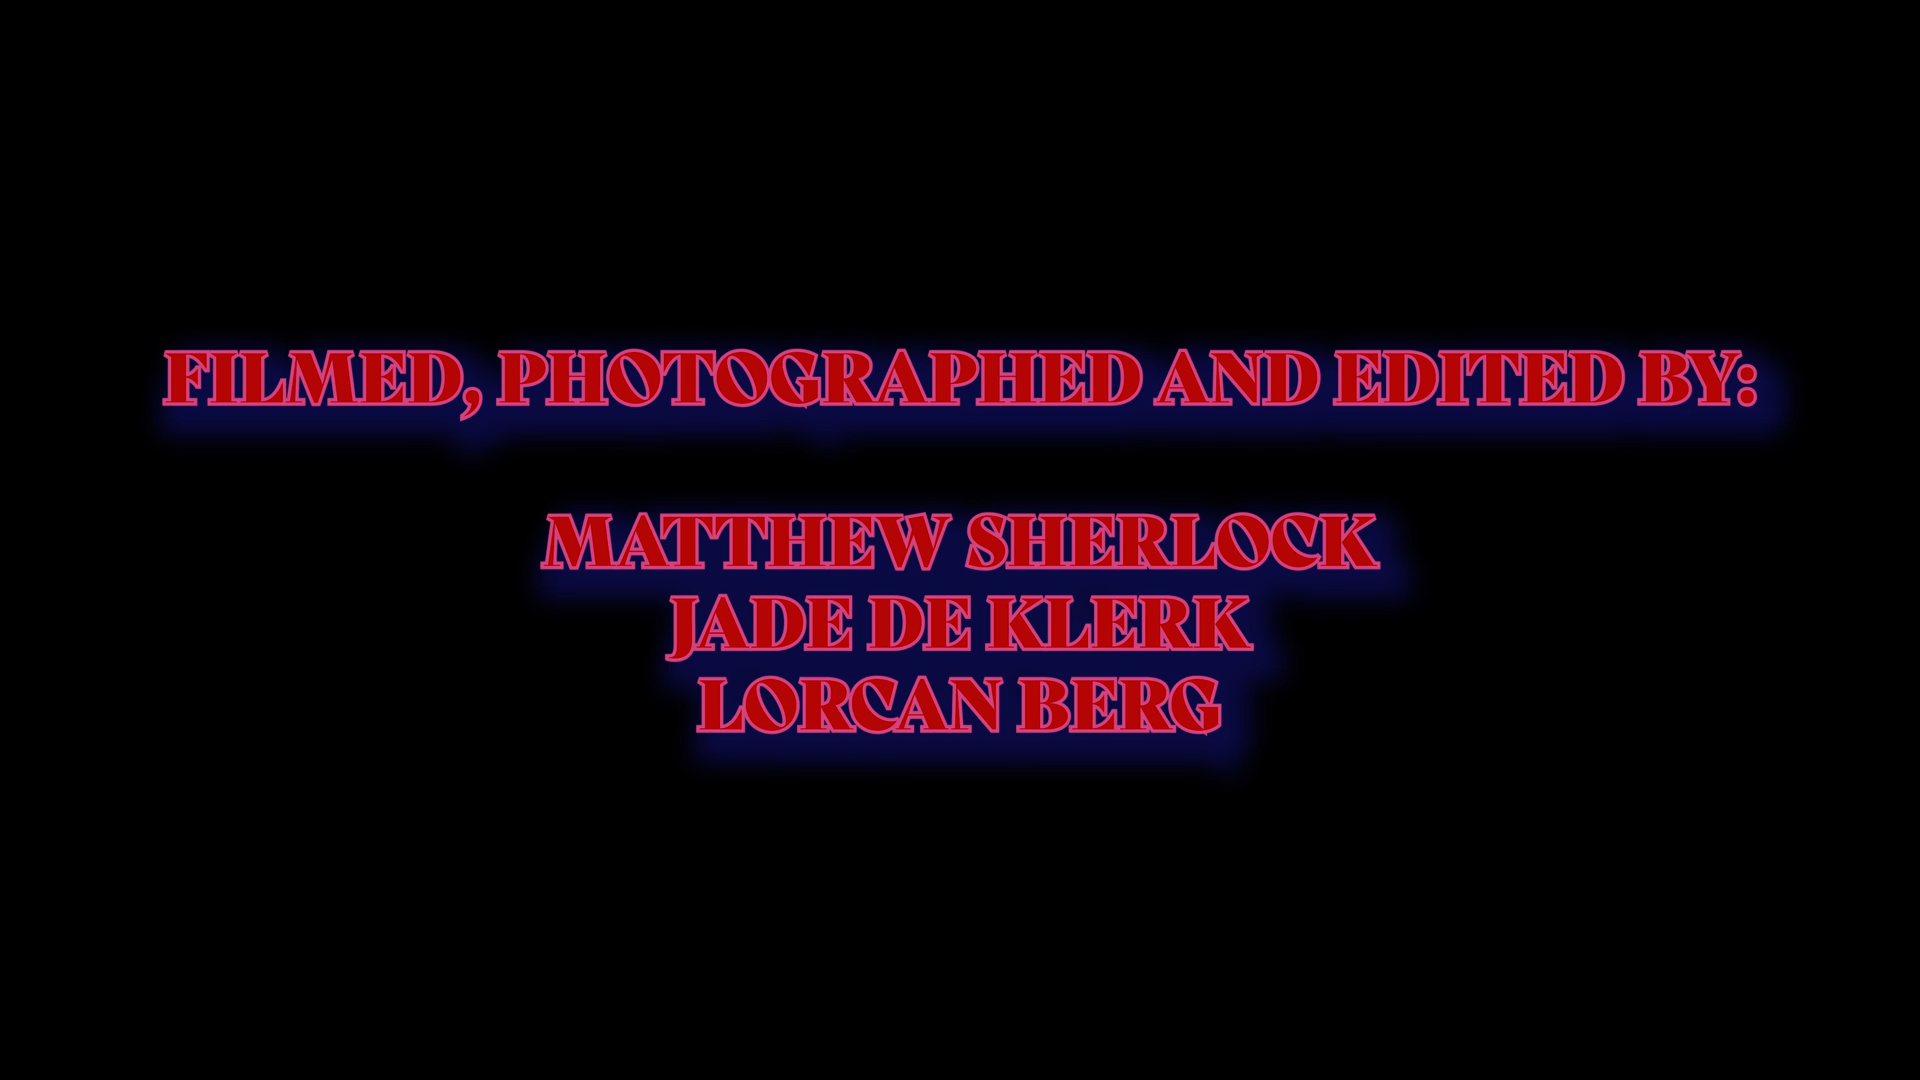 FILMED, PHOTOGRAPHED AND EDITED BY:
MATTHEW SHERLOCK
JADE DE KLERK
LORCAN BERG